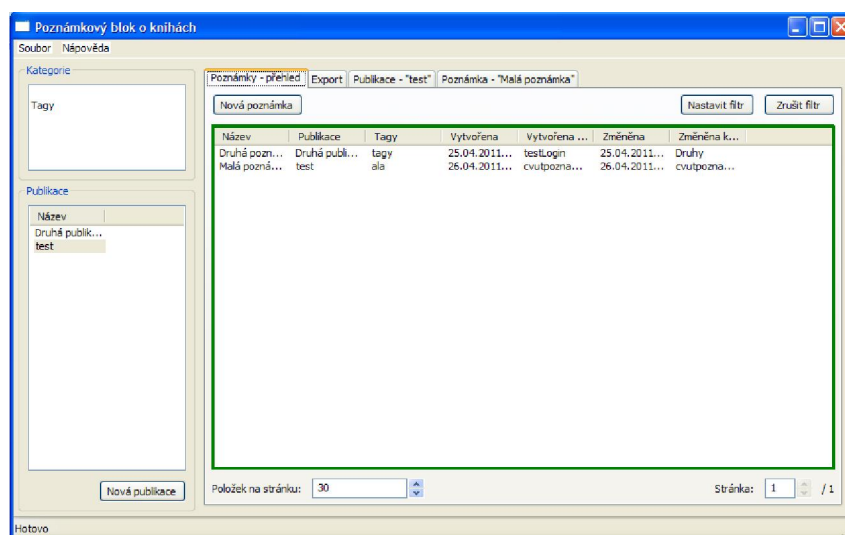 Poznámkový blok o knihách
Soubor Nápověda
Kategorie
Tagy
Publikace
Název
Druhá publik...
test
Nová publikace
Poznámky - přehled Export Publikace - "test" Poznámka - "Malá poznámka"
Nová poznámka Nastavit filtr Zrušit filtr
Název Publikace Tagy Vytvořena Vytvořena ... Změněna Změněna k...
Druhá pozn... Druhá publi... tagy 25.04.2011... testLogin 25.04.2011... Druhy
Malá pozná... test ala 26.04.2011... cvutpozna... 26.04.2011... cvutpozna...
Položek na stránku: 30 Stránka: 1 / 1
Hotovo